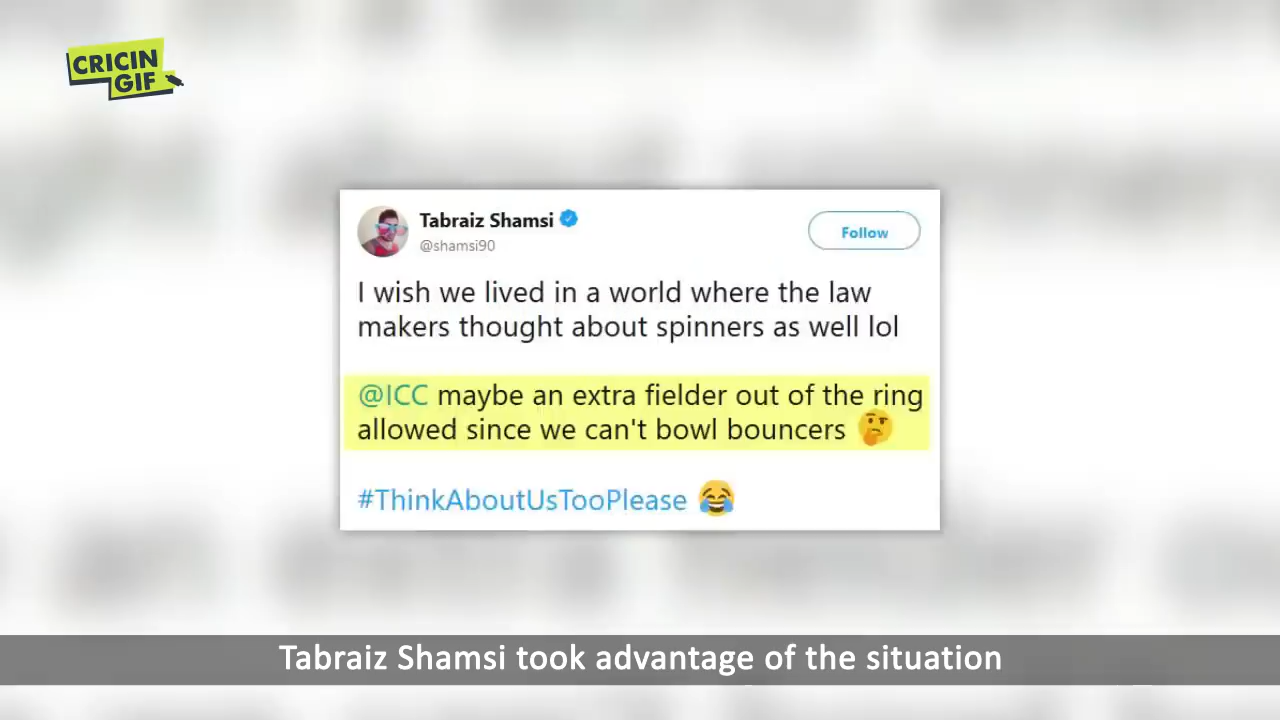 CRICIN
GIF
Tabraiz Shamsi
@shamsi90
Follow
I wish we lived in a world where the law
makers thought about spinners as well lol
@ICC maybe an extra fielder out of the ring
allowed since we can't bowl bouncers 🤔
#ThinkAboutUsTooPlease 😂
Tabraiz Shamsi took advantage of the situation